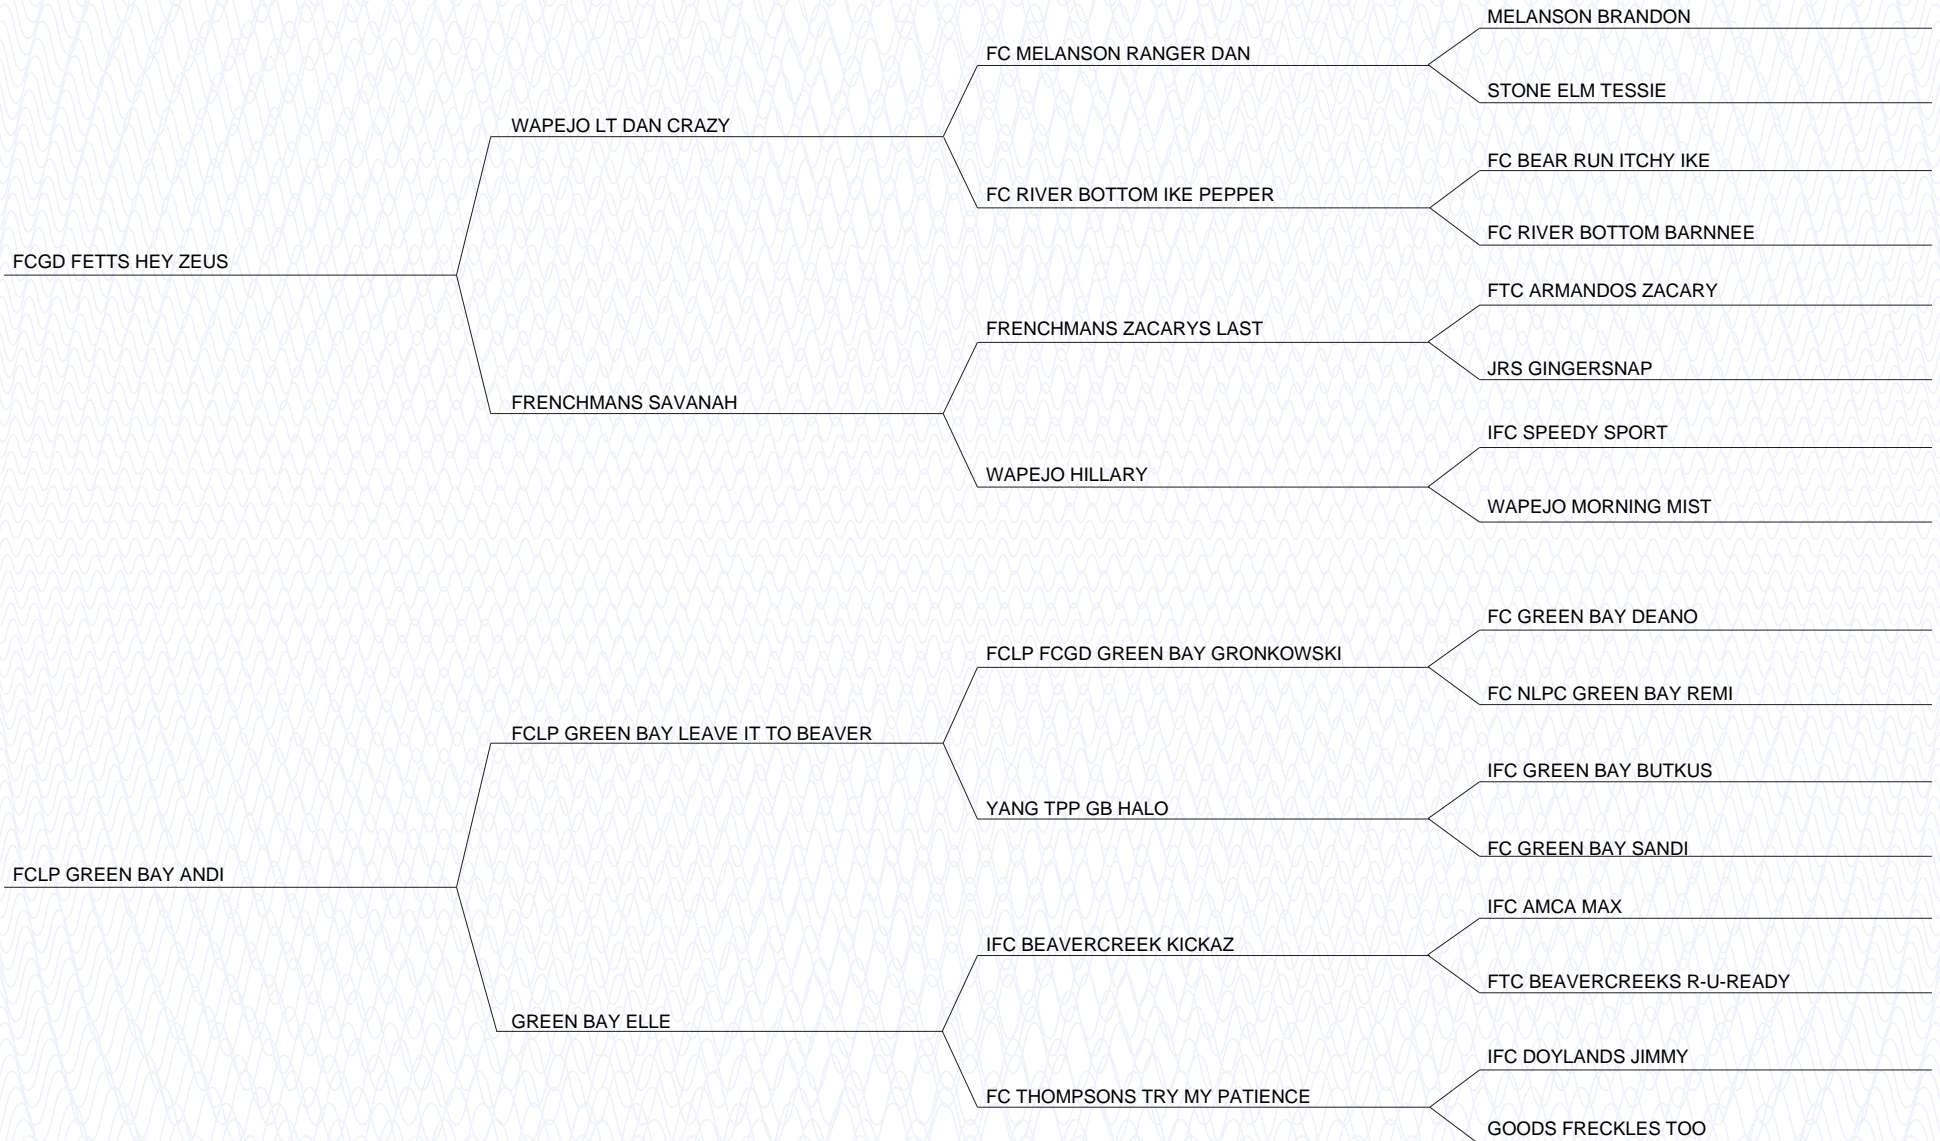 MELANSON BRANDON
FC MELANSON RANGER DAN
STONE ELM TESSIE
WAPEJO LT DAN CRAZY
FC BEAR RUN ITCHY IKE
FC RIVER BOTTOM IKE PEPPER
FC RIVER BOTTOM BARNNEE
FCGD FETTS HEY ZEUS
FTC ARMANDOS ZACARY
FRENCHMANS ZACARYS LAST
JRS GINGERSNAP
FRENCHMANS SAVANAH
IFC SPEEDY SPORT
WAPEJO HILLARY
WAPEJO MORNING MIST
FC GREEN BAY DEANO
FCLP FCGD GREEN BAY GRONKOWSKI
FC NLPC GREEN BAY REMI
FCLP GREEN BAY LEAVE IT TO BEAVER
IFC GREEN BAY BUTKUS
YANG TPP GB HALO
FC GREEN BAY SANDI
FCLP GREEN BAY ANDI
IFC AMCA MAX
IFC BEAVERCREEK KICKAZ
FTC BEAVERCREEKS R-U-READY
GREEN BAY ELLE
IFC DOYLANDS JIMMY
FC THOMPSONS TRY MY PATIENCE
GOODS FRECKLES TOO